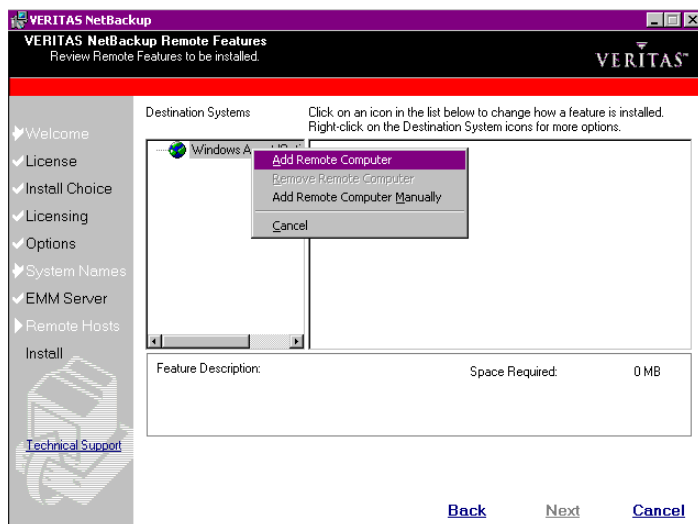 VERITAS NetBackup
VERITAS NetBackup Remote Features
Review Remote Features to be installed.
VERITAS™
Destination Systems
Click on an icon in the list below to change how a feature is installed.
Right-click on the Destination System icons for more options.
Welcome
License
Install Choice
Licensing
Options
System Names
EMM Server
Remote Hosts
Install
Technical Support
Windows
Add Remote Computer
Remove Remote Computer
Add Remote Computer Manually
Cancel
Feature Description:
Space Required:
0 MB
Back
Next
Cancel